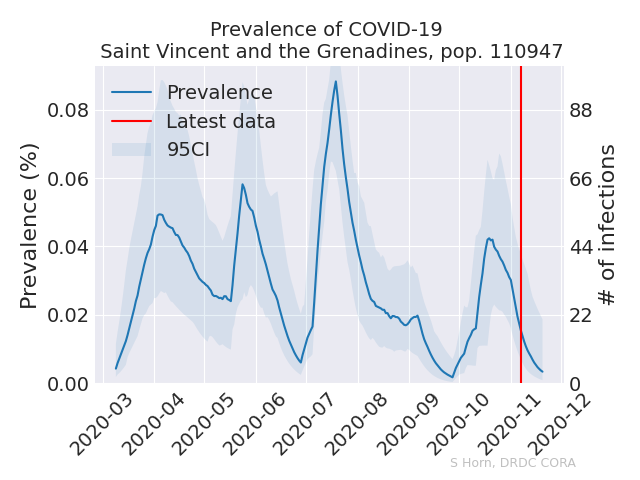 Prevalence of COVID-19
Saint Vincent and the Grenadines, pop. 110947
Prevalence
Latest data
95CI
Prevalence (%)
0.08
0.06
0.04
0.02
0.00
88
66
44
22
0
# of infections
2020-03
2020-04
2020-05
2020-06
2020-07
2020-08
2020-09
2020-10
2020-11
2020-12
S Horn, DRDC CORA